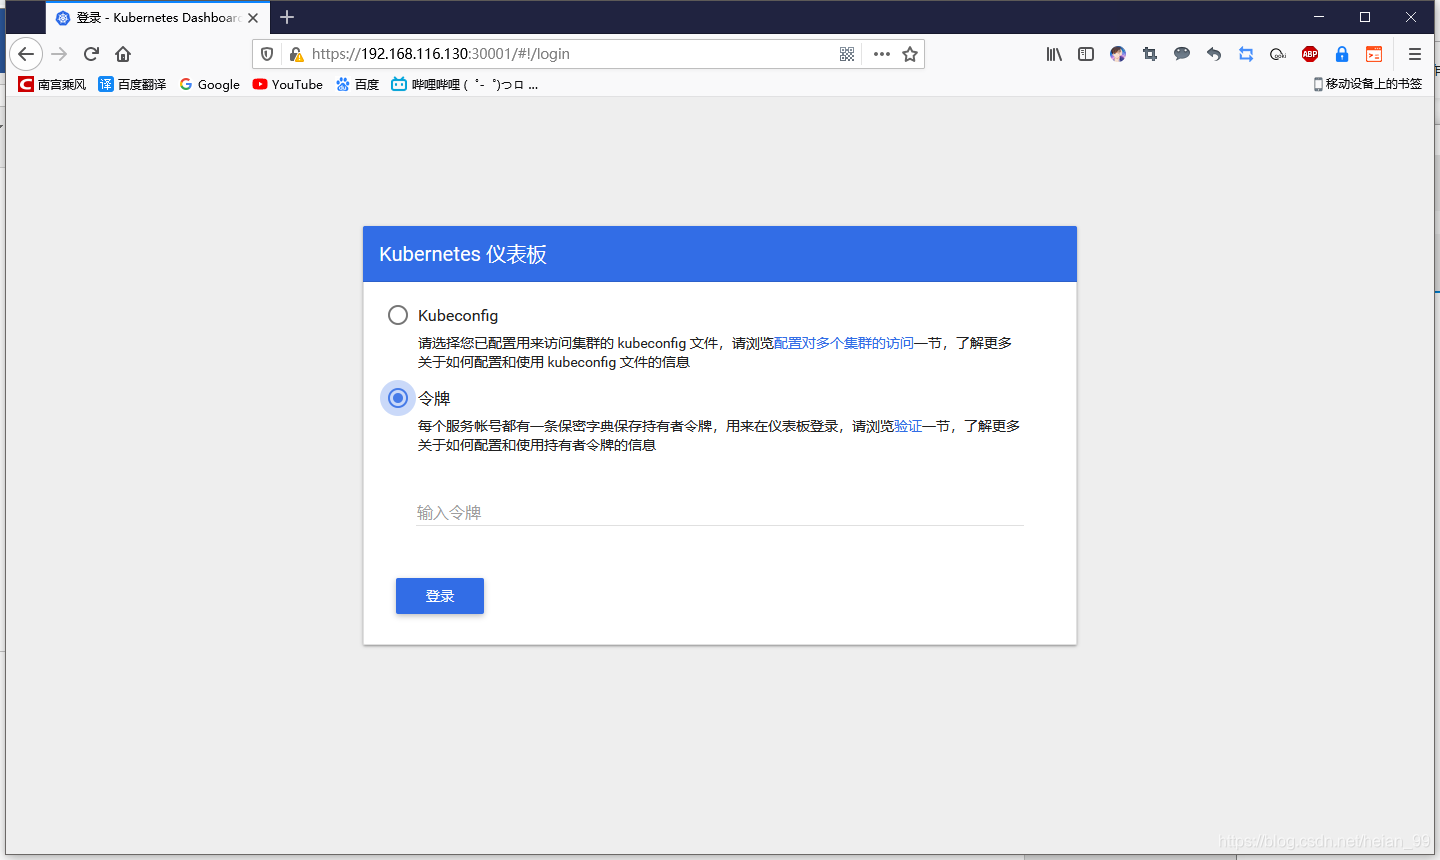 登录 - Kubernetes Dashboard
https://192.168.116.130:30001/#!/login
南宫乘风 百度翻译 Google YouTube 百度 哔哩哔哩 ( ゜- ゜)つロ ... 移动设备上的书签
Kubernetes 仪表板
Kubeconfig
请选择您已配置用来访问集群的 kubeconfig 文件，请浏览配置对多个集群的访问一节，了解更多
关于如何配置和使用 kubeconfig 文件的信息
令牌
每个服务帐号都有一条保密字典保存持有者令牌，用来在仪表板登录，请浏览验证一节，了解更多
关于如何配置和使用持有者令牌的信息
输入令牌
登录
https://blog.csdn.net/heian_99